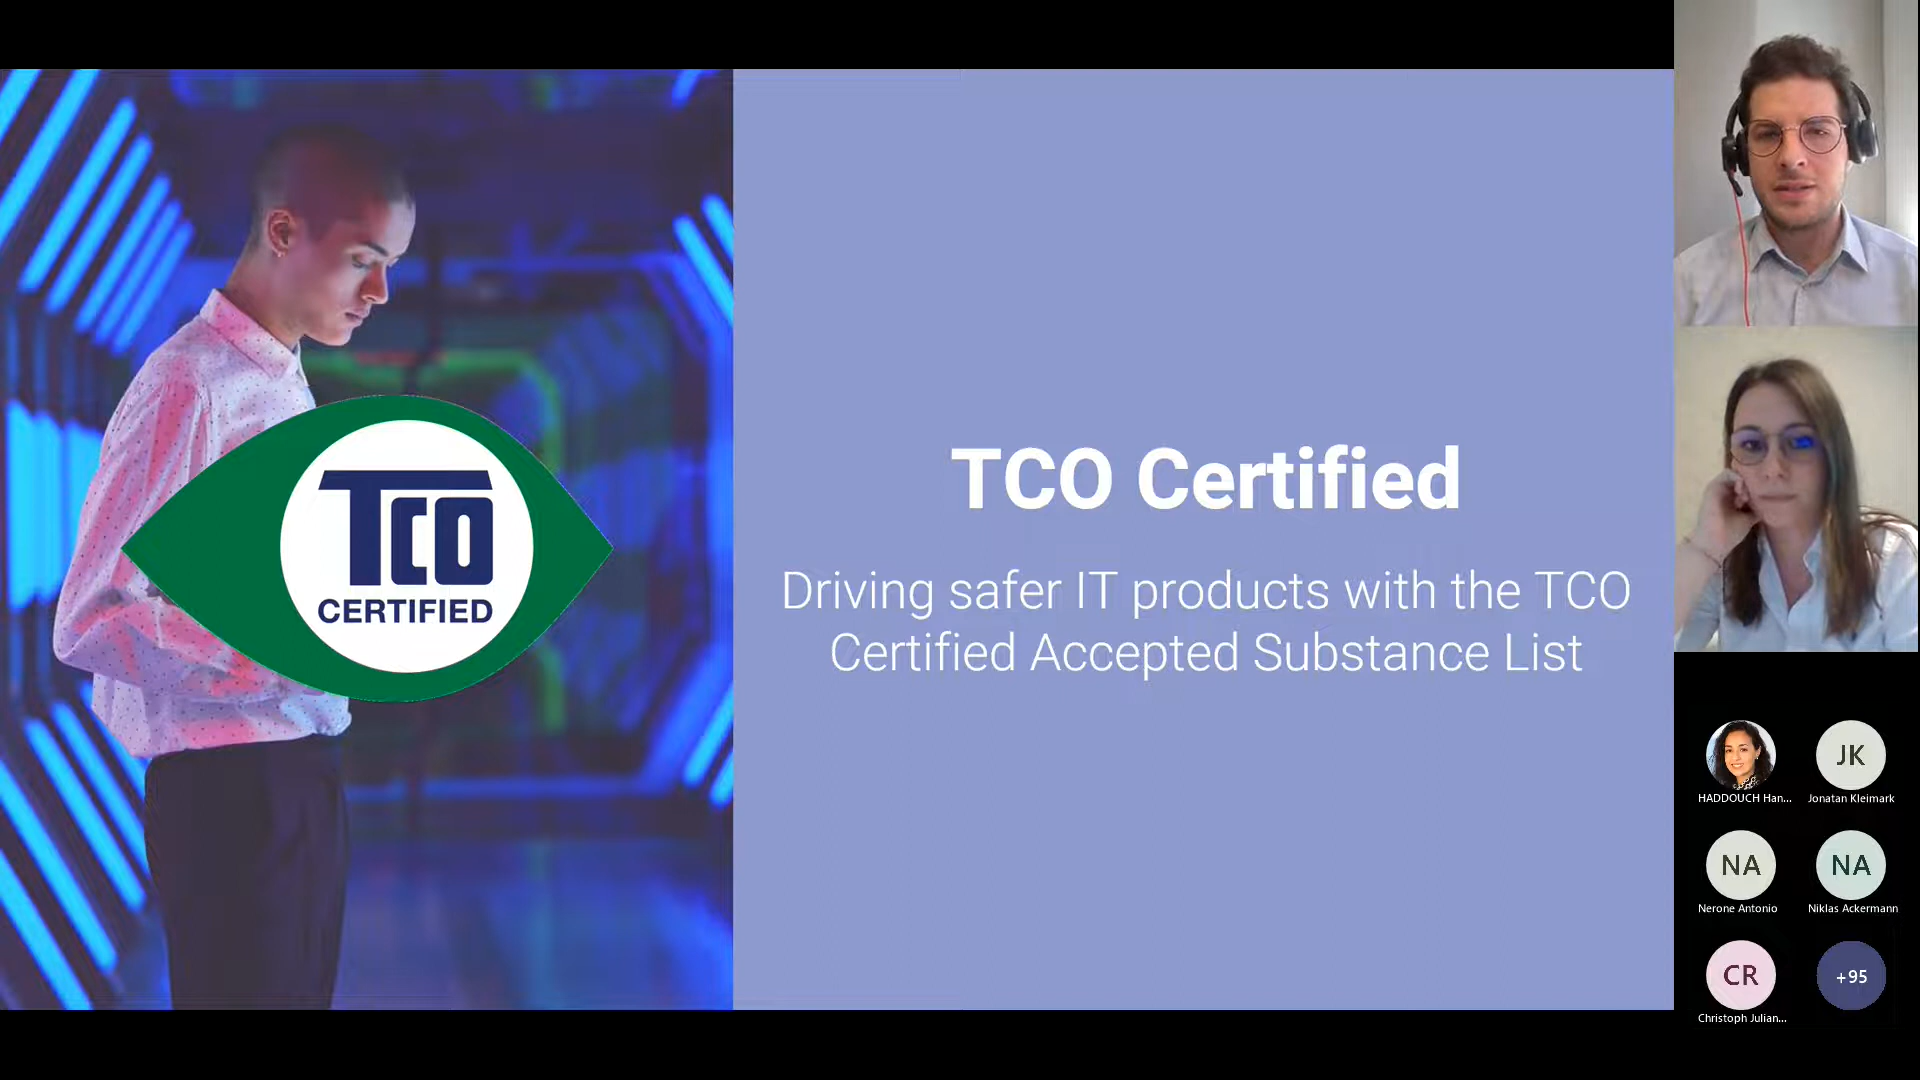 TCO
CERTIFIED
TCO Certified
Driving safer IT products with the TCO
Certified Accepted Substance List
HADDOUCH Han...
JK
Jonatan Kleimark
NA
Nerone Antonio
NA
Niklas Ackermann
CR
Christoph Julian...
+95